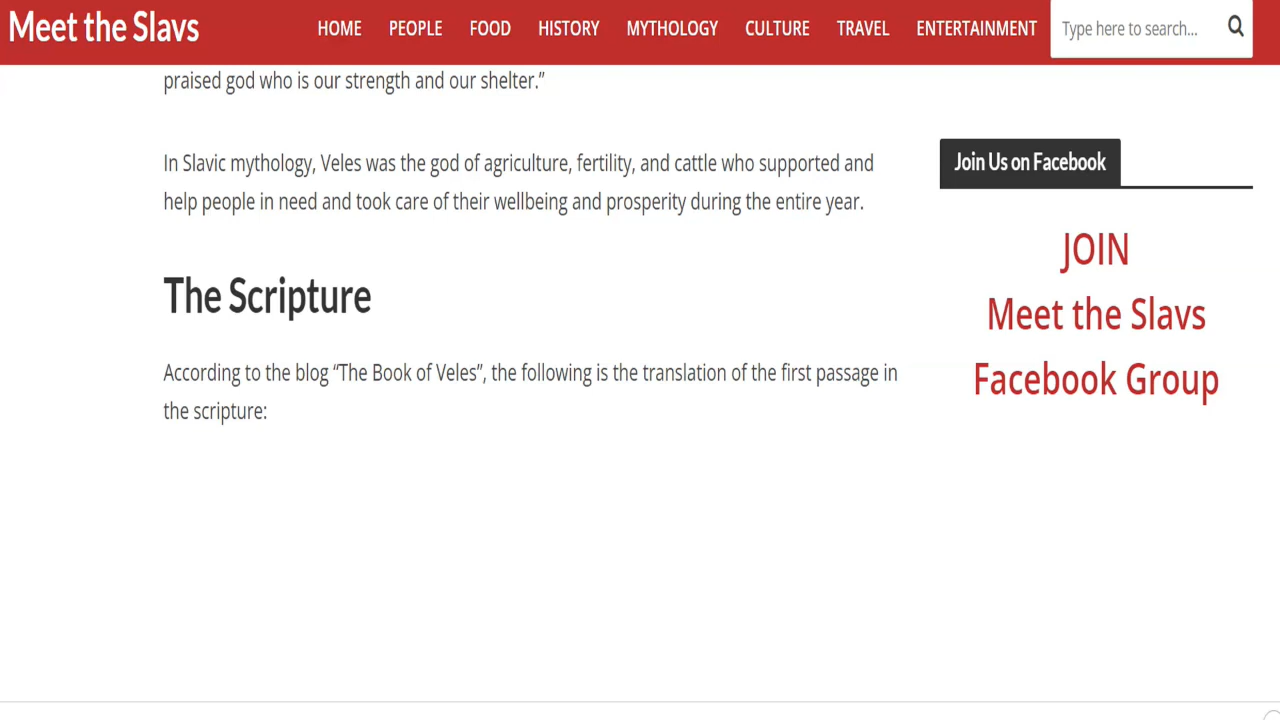 Meet the Slavs
HOME PEOPLE FOOD HISTORY MYTHOLOGY CULTURE TRAVEL ENTERTAINMENT
Type here to search...
praised god who is our strength and our shelter.”
In Slavic mythology, Veles was the god of agriculture, fertility, and cattle who supported and
help people in need and took care of their wellbeing and prosperity during the entire year.
The Scripture
According to the blog “The Book of Veles”, the following is the translation of the first passage in
the scripture:
Join Us on Facebook
JOIN
Meet the Slavs
Facebook Group